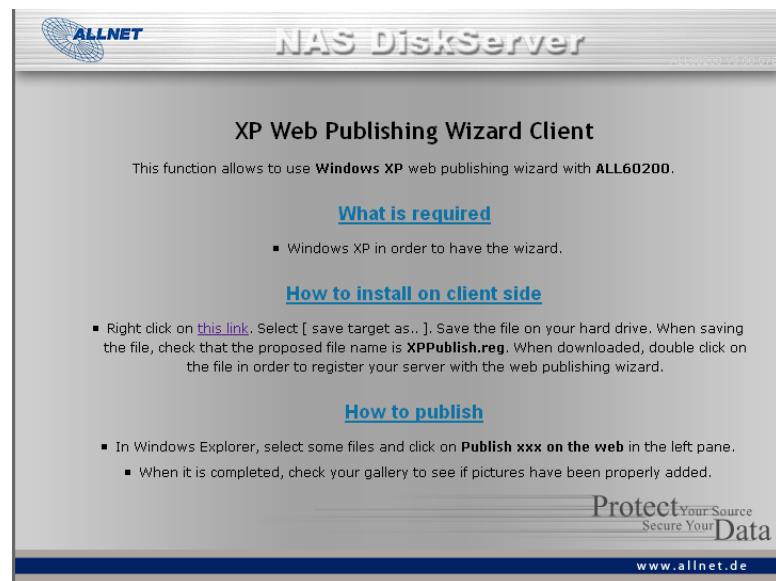 ALLNET
NAS DiskServer
XP Web Publishing Wizard Client
This function allows to use Windows XP web publishing wizard with ALL60200.
What is required
▪ Windows XP in order to have the wizard.
How to install on client side
▪ Right click on this link. Select [ save target as.. ]. Save the file on your hard drive. When saving
the file, check that the proposed file name is XPPublish.reg. When downloaded, double click on
the file in order to register your server with the web publishing wizard.
How to publish
▪ In Windows Explorer, select some files and click on Publish xxx on the web in the left pane.
▪ When it is completed, check your gallery to see if pictures have been properly added.
Protect Your Source
Secure Your Data
www.allnet.de